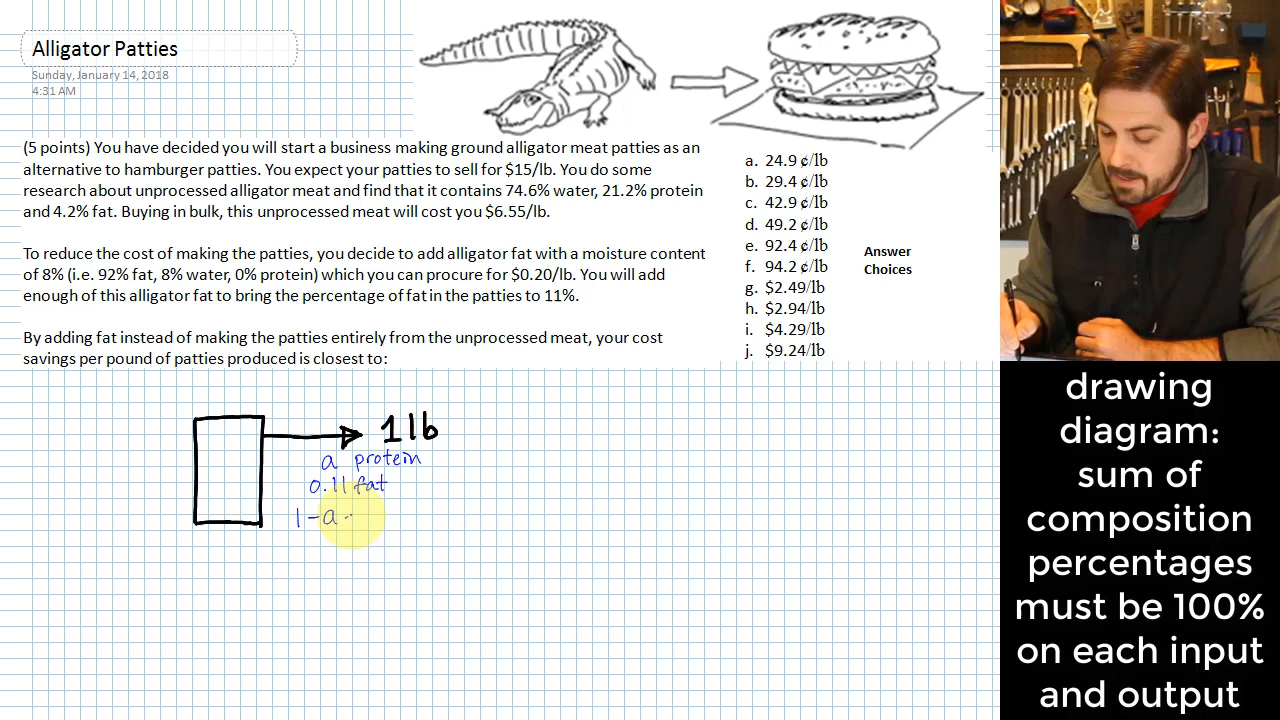 Alligator Patties
Sunday, January 14, 2018
4:31 AM
(5 points) You have decided you will start a business making ground alligator meat patties as an
alternative to hamburger patties. You expect your patties to sell for $15/lb. You do some
research about unprocessed alligator meat and find that it contains 74.6% water, 21.2% protein
and 4.2% fat. Buying in bulk, this unprocessed meat will cost you $6.55/lb.
To reduce the cost of making the patties, you decide to add alligator fat with a moisture content
of 8% (i.e. 92% fat, 8% water, 0% protein) which you can procure for $0.20/lb. You will add
enough of this alligator fat to bring the percentage of fat in the patties to 11%.
By adding fat instead of making the patties entirely from the unprocessed meat, your cost
savings per pound of patties produced is closest to:
a. 24.9 ¢/lb
b. 29.4 ¢/lb
c. 42.9 ¢/lb
d. 49.2 ¢/lb
e. 92.4 ¢/lb
f. 94.2 ¢/lb
g. $2.49/lb
h. $2.94/lb
i. $4.29/lb
j. $9.24/lb
Answer
Choices
1 lb
a protein
0.11 fat
1-a -
drawing
diagram:
sum of
composition
percentages
must be 100%
on each input
and output